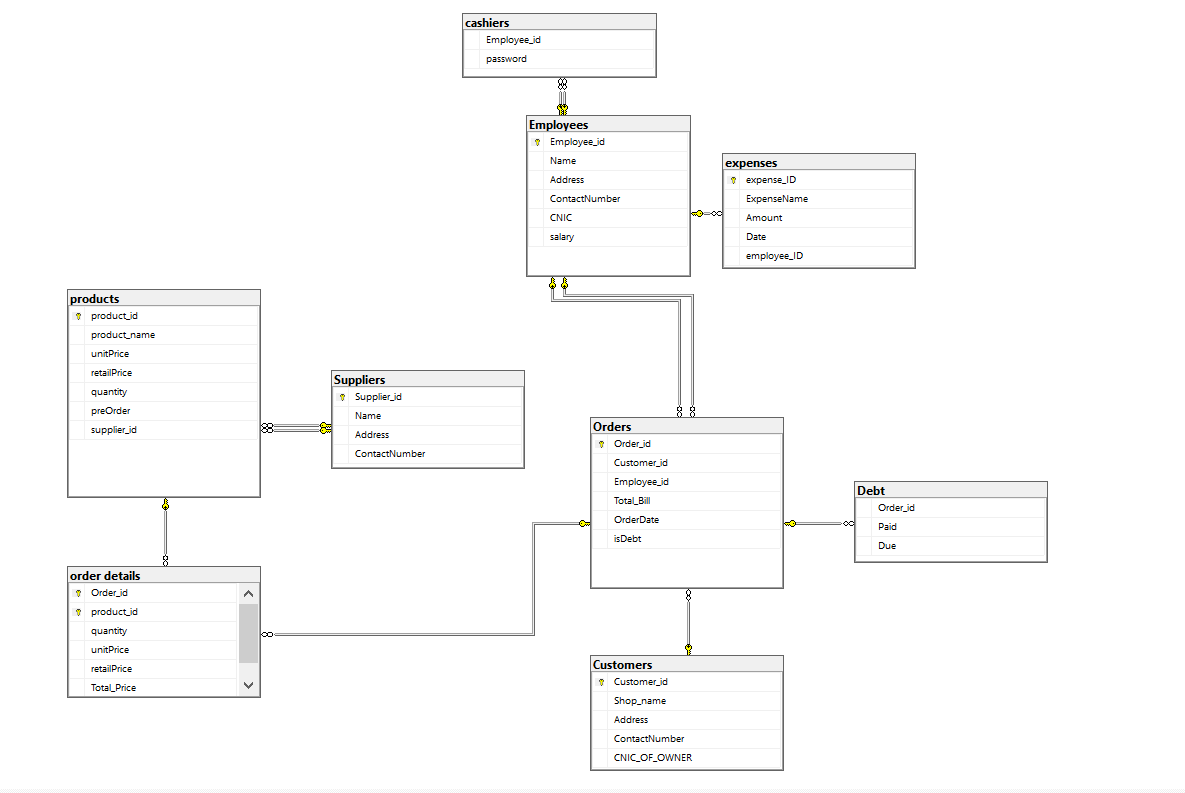 cashiers
Employee_id
password
Employees
Employee_id
Name
Address
ContactNumber
CNIC
salary
expenses
expense_ID
ExpenseName
Amount
Date
employee_ID
products
product_id
product_name
unitPrice
retailPrice
quantity
preOrder
supplier_id
Suppliers
Supplier_id
Name
Address
ContactNumber
Orders
Order_id
Customer_id
Employee_id
Total_Bill
OrderDate
isDebt
Debt
Order_id
Paid
Due
order details
Order_id
product_id
quantity
unitPrice
retailPrice
Total_Price
Customers
Customer_id
Shop_name
Address
ContactNumber
CNIC_OF_OWNER